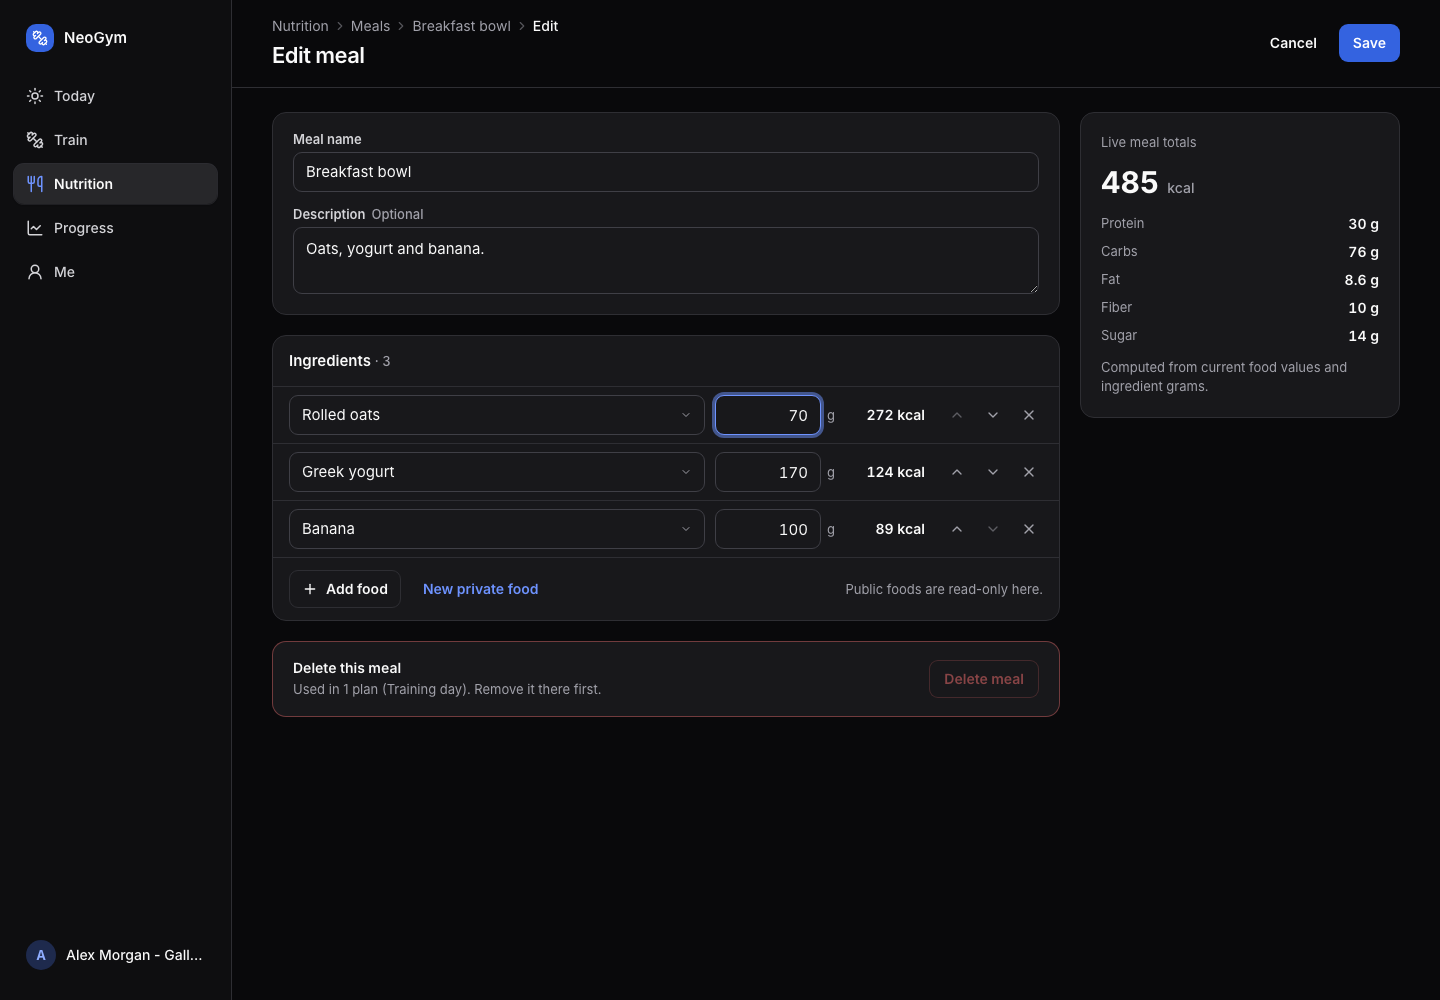 NeoGym
Today
Train
Nutrition
Progress
Me
Alex Morgan - Gall...
A
Nutrition > Meals > Breakfast bowl > Edit
Edit meal
Cancel
Save
Meal name
Breakfast bowl
Description Optional
Oats, yogurt and banana.
Ingredients · 3
Rolled oats 70 g 272 kcal
Greek yogurt 170 g 124 kcal
Banana 100 g 89 kcal
Add food New private food Public foods are read-only here.
Delete this meal
Used in 1 plan (Training day). Remove it there first.
Delete meal
Live meal totals
485 kcal
Protein 30 g
Carbs 76 g
Fat 8.6 g
Fiber 10 g
Sugar 14 g
Computed from current food values and
ingredient grams.